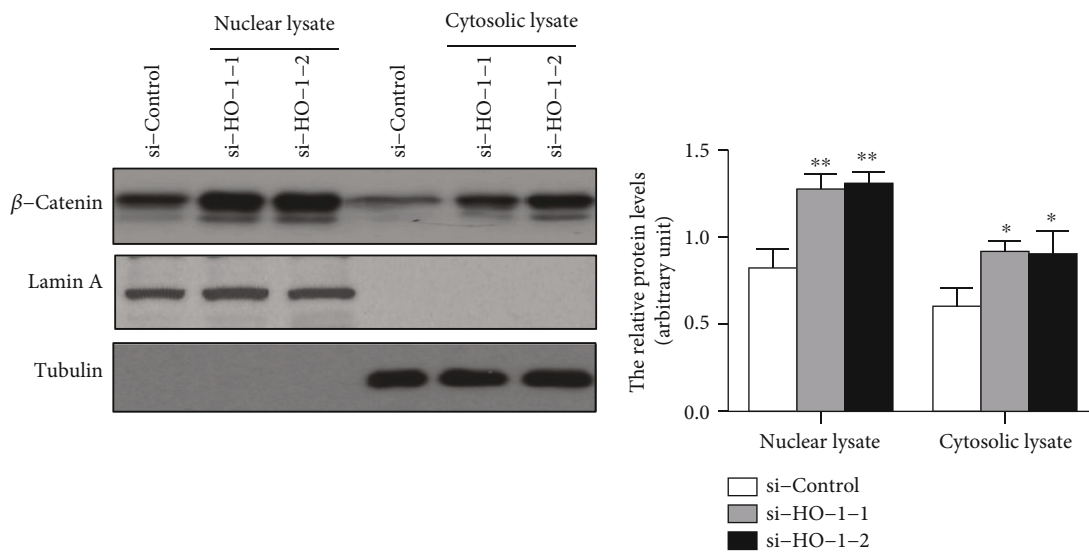 Nuclear lysate
Cytosolic lysate
si–Control
si–HO–1–1
si–HO–1–2
si–Control
si–HO–1–1
si–HO–1–2
β–Catenin
Lamin A
Tubulin
The relative protein levels
(arbitrary unit)
1.5
1.0
0.5
0.0
**
**
*
*
Nuclear lysate
Cytosolic lysate
si–Control
si–HO–1–1
si–HO–1–2